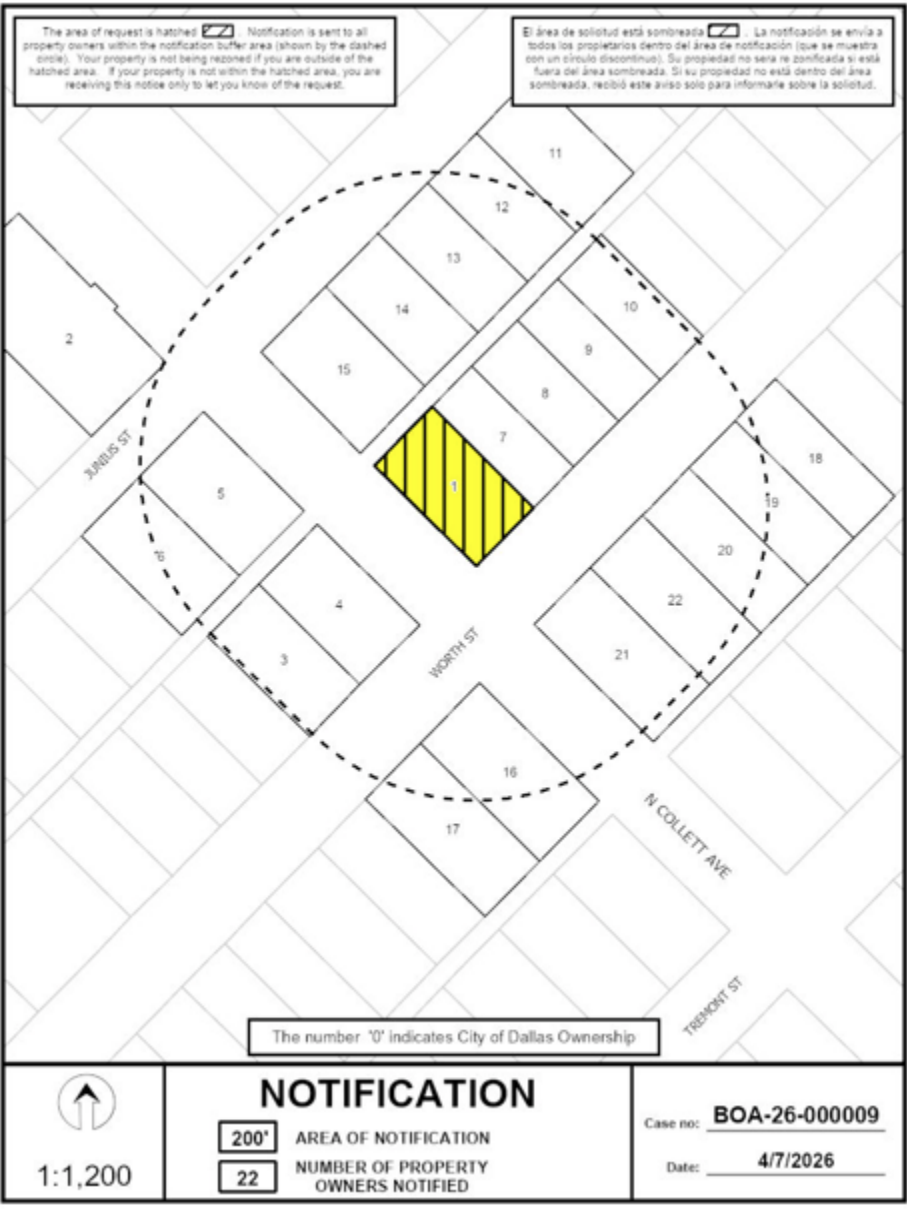 The area of request is hatched . Notification is sent to all
property owners within the notification buffer area (shown by the dashed
circle). Your property is not being rezoned if you are outside of the
hatched area. If your property is not within the hatched area, you are
receiving this notice only to let you know of the request.
El área de solicitud está sombreada . La notificación se envía a
todos los propietarios dentro del área de notificación (que se muestra
con un círculo discontinuo). Su propiedad no sera re zonificada si está
fuera del área sombreada. Si su propiedad no está dentro del área
sombreada, recibió este aviso solo para informarle sobre la solicitud.
11
12
13
14
15
10
9
8
7
1
2
JUNIUS ST
5
6
4
3
WORTH ST
18
19
20
22
21
16
17
N COLLETT AVE
TREMONT ST
The number '0' indicates City of Dallas Ownership
1:1,200
NOTIFICATION
200' AREA OF NOTIFICATION
22 NUMBER OF PROPERTY
OWNERS NOTIFIED
Case no: BOA-26-000009
Date: 4/7/2026